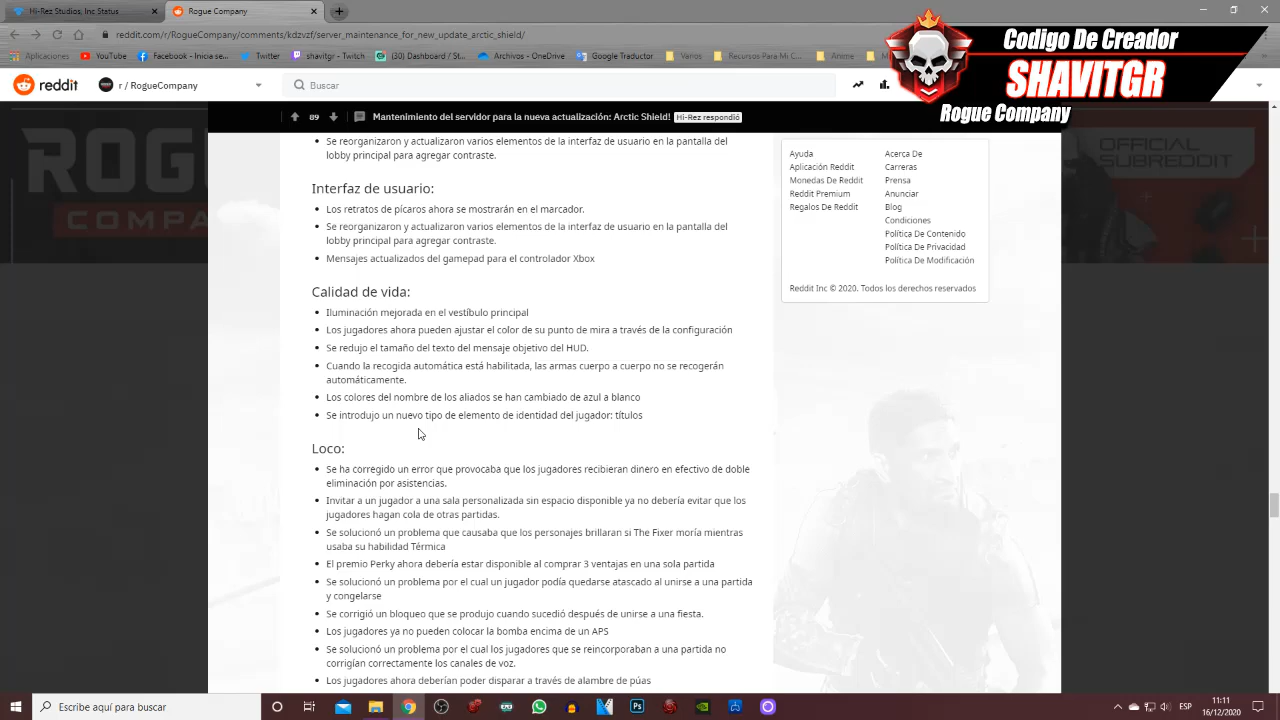 Hi-Rez Studios Status
Rogue Company
reddit.com/r/RogueCompany/comments/kdzvzf/server_maintenance_for_new_update_arctic_shield/
Aplicaciones
YouTube
Facebook - Inicia se...
shavitgr - Twitch
(30) Dashboard / St...
Archivos - OneDrive
Twitter
Google Traductor
Varios
Recursos Para Mi C...
Anime
Codigo De Creador
SHAVITGR
Rogue Company
reddit
r / RogueCompany
Buscar
89
Mantenimiento del servidor para la nueva actualización: Arctic Shield!
Hi-Rez respondió
ROG
COMPA
OFFICIAL
SUBREDDIT
Se reorganizaron y actualizaron varios elementos de la interfaz de usuario en la pantalla del
lobby principal para agregar contraste.
Interfaz de usuario:
Los retratos de pícaros ahora se mostrarán en el marcador.
Se reorganizaron y actualizaron varios elementos de la interfaz de usuario en la pantalla del
lobby principal para agregar contraste.
Mensajes actualizados del gamepad para el controlador Xbox
Calidad de vida:
Iluminación mejorada en el vestíbulo principal
Los jugadores ahora pueden ajustar el color de su punto de mira a través de la configuración
Se redujo el tamaño del texto del mensaje objetivo del HUD.
Cuando la recogida automática está habilitada, las armas cuerpo a cuerpo no se recogerán
automáticamente.
Los colores del nombre de los aliados se han cambiado de azul a blanco
Se introdujo un nuevo tipo de elemento de identidad del jugador: títulos
Loco:
Se ha corregido un error que provocaba que los jugadores recibieran dinero en efectivo de doble
eliminación por asistencias.
Invitar a un jugador a una sala personalizada sin espacio disponible ya no debería evitar que los
jugadores hagan cola de otras partidas.
Se solucionó un problema que causaba que los personajes brillaran si The Fixer moría mientras
usaba su habilidad Térmica
El premio Perky ahora debería estar disponible al comprar 3 ventajas en una sola partida
Se solucionó un problema por el cual un jugador podía quedarse atascado al unirse a una partida
y congelarse
Se corrigió un bloqueo que se produjo cuando sucedió después de unirse a una fiesta.
Los jugadores ya no pueden colocar la bomba encima de un APS
Se solucionó un problema por el cual los jugadores que se reincorporaban a una partida no
corrigían correctamente los canales de voz.
Los jugadores ahora deberían poder disparar a través de alambre de púas
Ayuda
Aplicación Reddit
Monedas De Reddit
Reddit Premium
Regalos De Reddit
Acerca De
Carreras
Prensa
Anunciar
Blog
Condiciones
Política De Contenido
Política De Privacidad
Política De Modificación
Reddit Inc © 2020. Todos los derechos reservados
Escribe aquí para buscar
ESP
11:11
16/12/2020